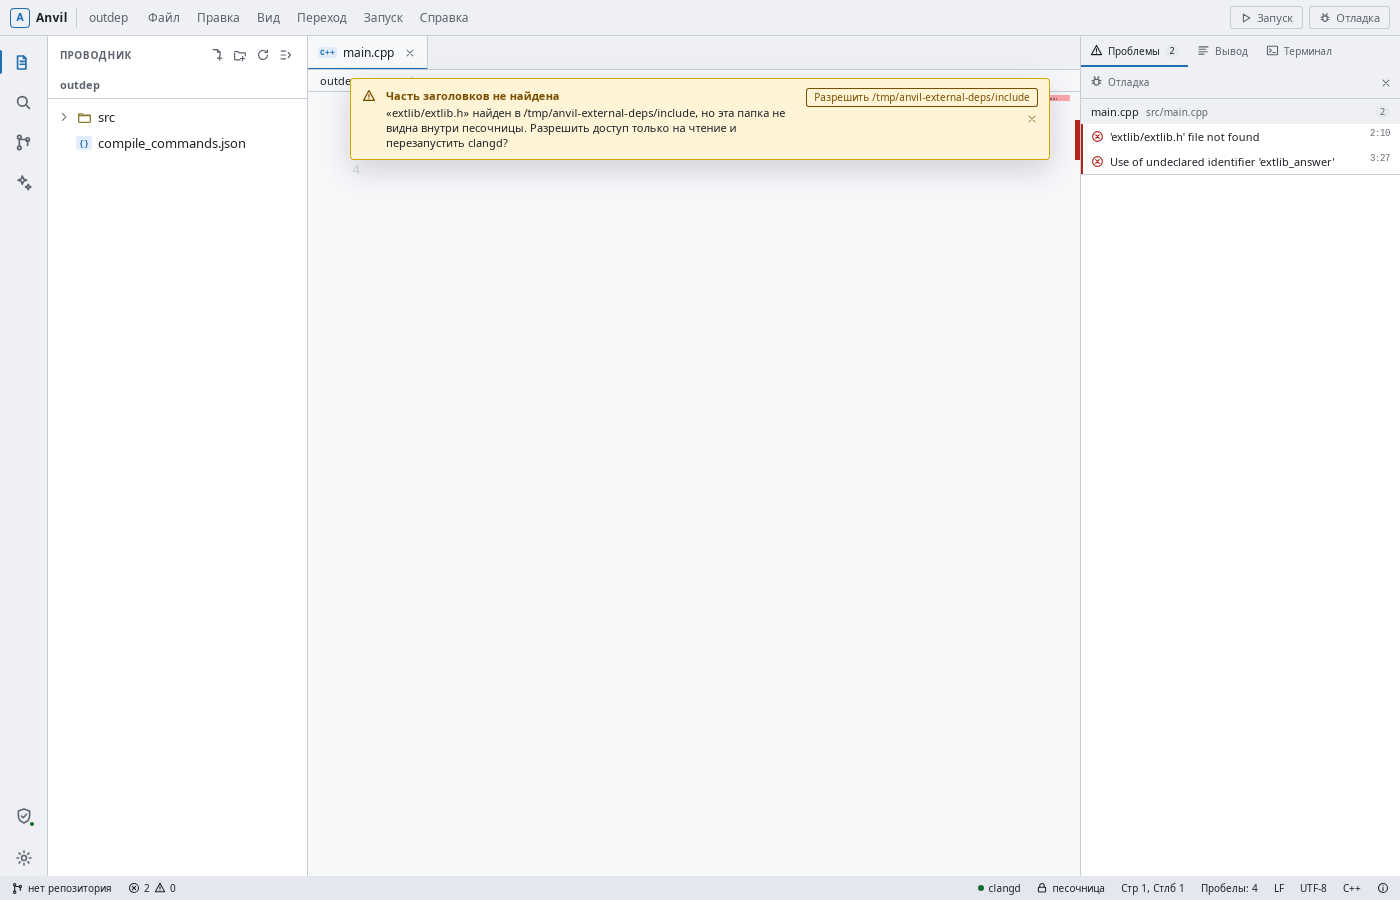 A Anvil outdep Файл Правка Вид Переход Запуск Справка Запуск Отладка
ПРОВОДНИК
outdep
src
{} compile_commands.json
C++ main.cpp
outde
Часть заголовков не найдена
«extlib/extlib.h» найден в /tmp/anvil-external-deps/include, но эта папка не
видна внутри песочницы. Разрешить доступ только на чтение и
перезапустить clangd?
Разрешить /tmp/anvil-external-deps/include
4
Проблемы 2 Вывод Терминал
Отладка
main.cpp src/main.cpp 2
'extlib/extlib.h' file not found 2:10
Use of undeclared identifier 'extlib_answer' 3:27
нет репозитория 2 0 clangd песочница Стр 1, Стлб 1 Пробелы: 4 LF UTF-8 C++